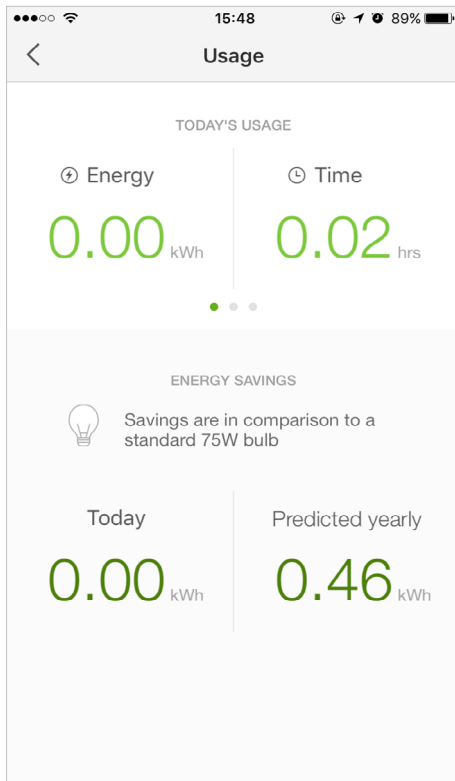 15:48 89%
Usage
TODAY'S USAGE
Energy Time
0.00 kWh 0.02 hrs
ENERGY SAVINGS
Savings are in comparison to a
standard 75W bulb
Today Predicted yearly
0.00 kWh 0.46 kWh